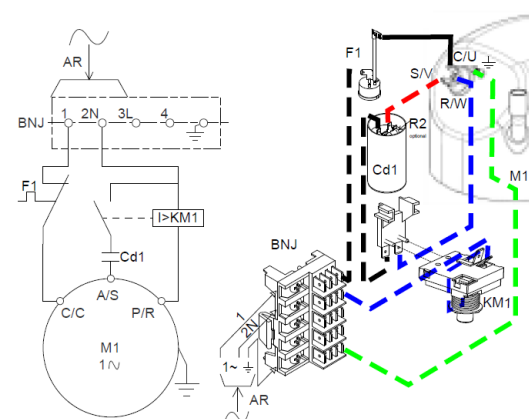 AR
BNJ
1 2N 3L 4
F1
I>KM1
Cd1
A/S
C/C
P/R
M1
1∿
F1
C/U
S/V
R/W
R2
optional
Cd1
M1
BNJ
KM1
1
2N
1~
AR